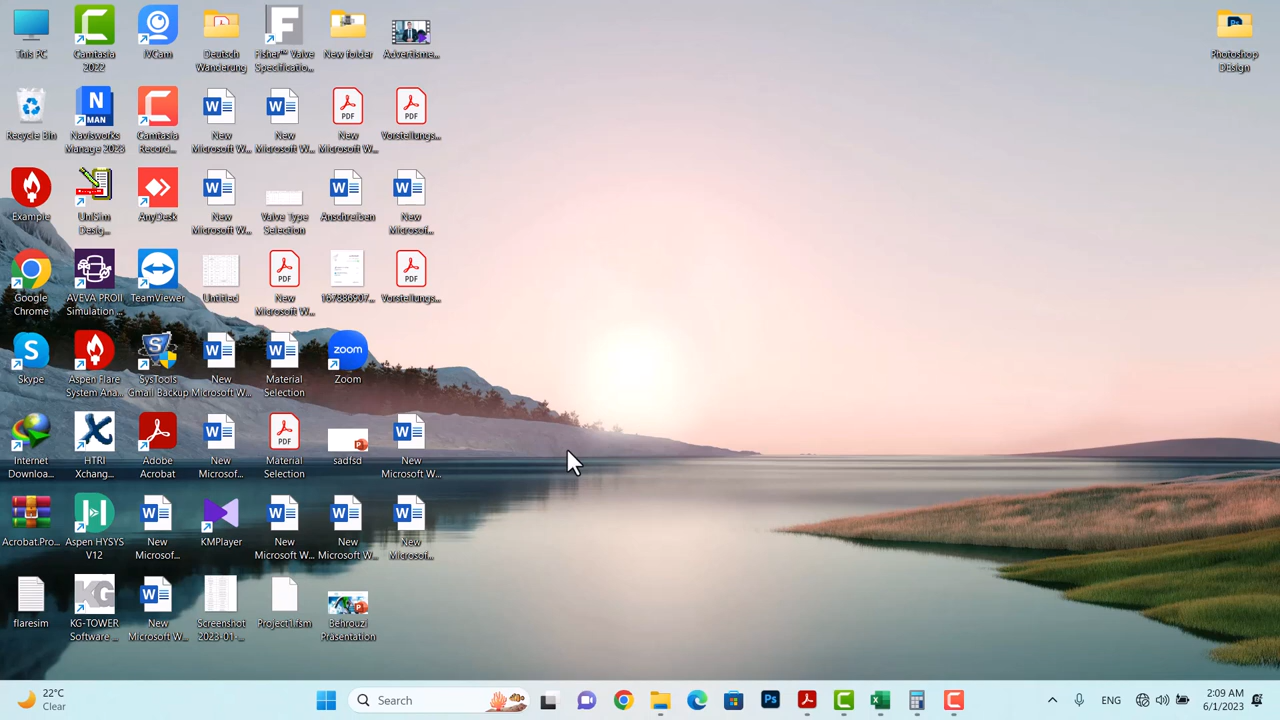 This PC
Camtasia 2022
iVCam
Deutsch Wanderung
Fisher™ Valve Specificatio...
New folder
Advertisme...
Photoshop DEsign
Recycle Bin
Navisworks Manage 2023
Camtasia Record...
New Microsoft W...
New Microsoft W...
New Microsoft W...
Vorstellungs...
Example
UniSim Desig...
AnyDesk
New Microsoft W...
Valve Type Selection
Anschreiben
New Microsof...
Google Chrome
AVEVA PROII Simulation...
TeamViewer
Untitled
New Microsoft W...
167886907...
Vorstellungs...
Skype
Aspen Flare System Ana...
SysTools Gmail Backup
New Microsoft W...
Material Selection
zoom
Zoom
Internet Downloa...
HTRI Xchang...
Adobe Acrobat
New Microsof...
Material Selection
sadfsd
New Microsoft W...
Acrobat.Pro...
Aspen HYSYS V12
New Microsof...
KMPlayer
New Microsoft W...
New Microsoft W...
New Microsof...
flaresim
KG-TOWER Software ...
New Microsoft W...
Screenshot 2023-01-...
Project1.fsm
Behrouzi Prasentation
22°C
Clear
Search
ENG
2:09 AM
6/1/2023